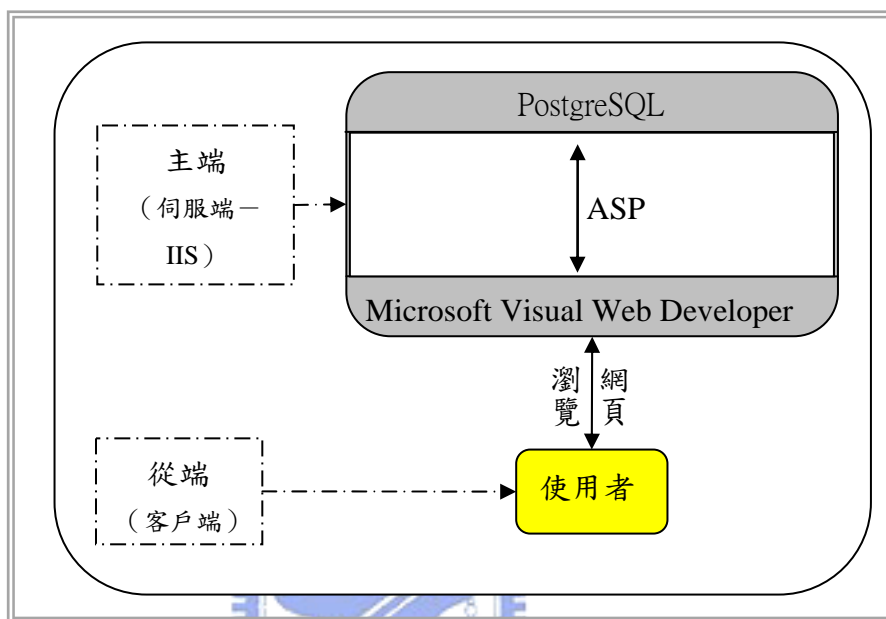 PostgreSQL
主端
（伺服端－
IIS）
ASP
Microsoft Visual Web Developer
瀏覽
網頁
從端
（客戶端）
使用者